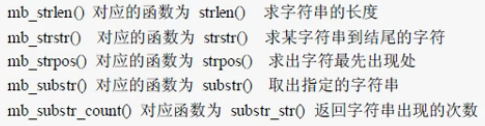 mb_strlen() 对应的函数为 strlen() 求字符串的长度
mb_strstr() 对应的函数为 strstr() 求某字符串到结尾的字符
mb_strpos() 对应的函数为 strpos() 求出字符最先出现处
mb_substr() 对应的函数为 substr() 取出指定的字符串
mb_substr_count() 对应函数为 substr_str() 返回字符串出现的次数